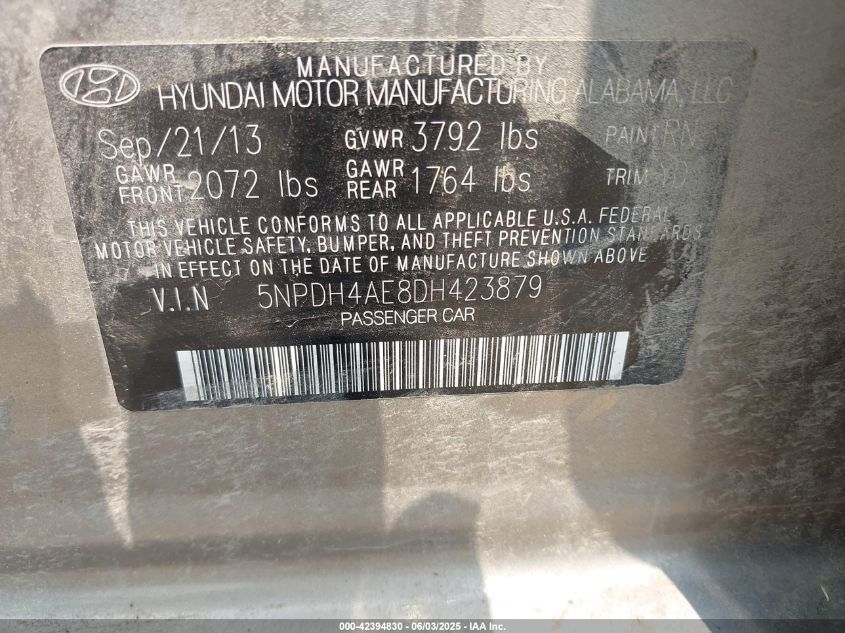 MANUFACTURED BY
HYUNDAI MOTOR MANUFACTURING ALABAMA, LLC
Sep/21/13 GVWR 3792 lbs PAINT RN
GAWR FRONT 2072 lbs GAWR REAR 1764 lbs TRIM
THIS VEHICLE CONFORMS TO ALL APPLICABLE U.S.A. FEDERAL
MOTOR VEHICLE SAFETY, BUMPER, AND THEFT PREVENTION STANDARDS
IN EFFECT ON THE DATE OF MANUFACTURE SHOWN ABOVE
V.I.N 5NPDH4AE8DH423879
PASSENGER CAR
000-42394830 - 06/03/2025 - IAA Inc.